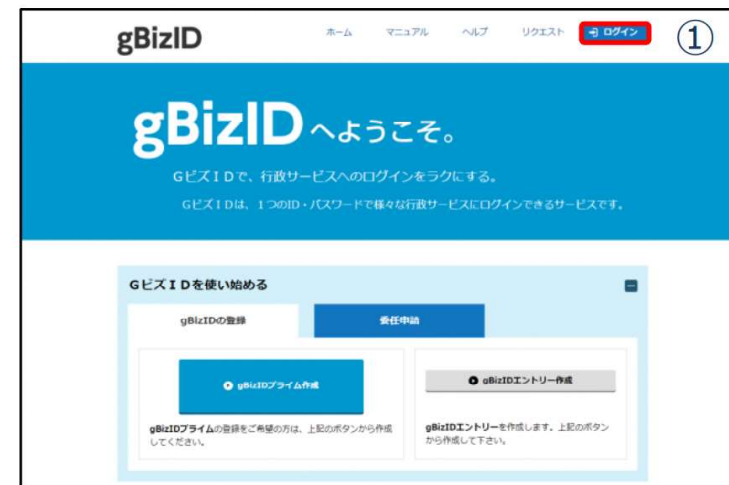 gBizID
ホーム マニュアル ヘルプ リクエスト ログイン
①
gBizIDへようこそ。
GビズIDで、行政サービスへのログインをラクにする。
GビズIDは、1つのID・パスワードで様々な行政サービスにログインできるサービスです。
GビズIDを使い始める
gBizIDの登録 委任申請
gBizIDプライム作成
gBizIDエントリー作成
gBizIDプライムの登録をご希望の方は、上記のボタンから作成
してください。
gBizIDエントリーを作成します。上記のボタン
から作成して下さい。